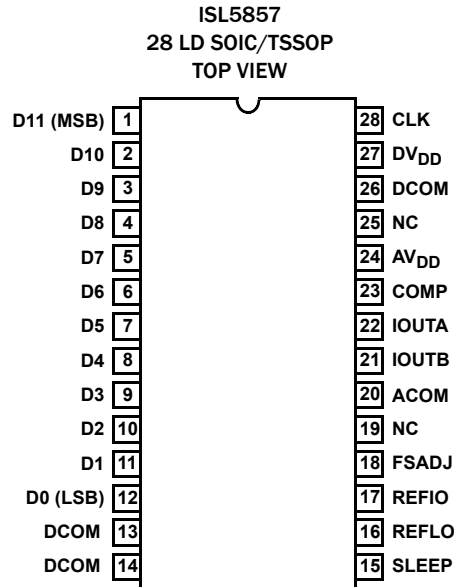 ISL5857
28 LD SOIC/TSSOP
TOP VIEW
D11 (MSB) 1 28 CLK
D10 2 27 DVDD
D9 3 26 DCOM
D8 4 25 NC
D7 5 24 AVDD
D6 6 23 COMP
D5 7 22 IOUTA
D4 8 21 IOUTB
D3 9 20 ACOM
D2 10 19 NC
D1 11 18 FSADJ
D0 (LSB) 12 17 REFIO
DCOM 13 16 REFLO
DCOM 14 15 SLEEP